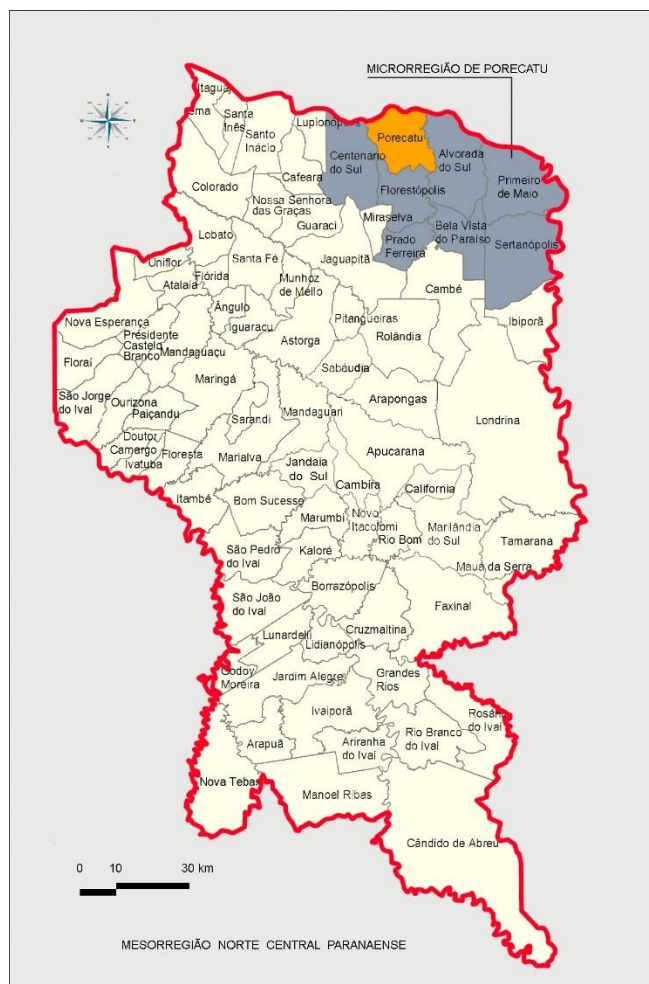 MICRORREGIÃO DE PORECATU
Itaguaj
ema
Santa
Inês
Santo
Inácio
Lupionópolis
Porecatu
Centenário
do Sul
Alvorada
do Sul
Primeiro
de Maio
Cafeara
Colorado
Florestópolis
Nossa Senhora
das Graças
Guaraci
Miraselva
Bela Vista
do Paraíso
Prado
Ferreira
Sertanópolis
Lobato
Santa Fé
Jaguapitã
Uniflor
Flórida
Munhoz
de Méllo
Cambé
Atalaia
Ângulo
Iguaraçu
Pitangueiras
Ibiporã
Nova Esperança
Presidente
Castelo
Branco
Mandaguaçu
Astorga
Rolândia
Floraí
Maringá
Sabáudia
São Jorge
do Ivaí
Ourizona
Paiçandu
Arapongas
Sarandi
Mandaguari
Londrina
Doutor
Camargo
Ivatuba
Floresta
Marialva
Apucarana
Jandaia
do Sul
Itambé
Bom Sucesso
Cambira
California
Marumbi
Novo
Itacolomi
Rio Bom
Marilândia
do Sul
Tamarana
São Pedro
do Ivaí
Kaloré
Mauá da Serra
Borrazópolis
São João
do Ivaí
Faxinal
Lunardelli
Cruzmaltina
Lidianópolis
Godoy
Moreira
Jardim Alegre
Grandes
Rios
Ivaiporã
Rosário
do Ivaí
Arapuã
Ariranha
do Ivaí
Rio Branco
do Ivaí
Nova Tebas
Manoel Ribas
Cândido de Abreu
0 10 30 km
MESORREGIÃO NORTE CENTRAL PARANAENSE